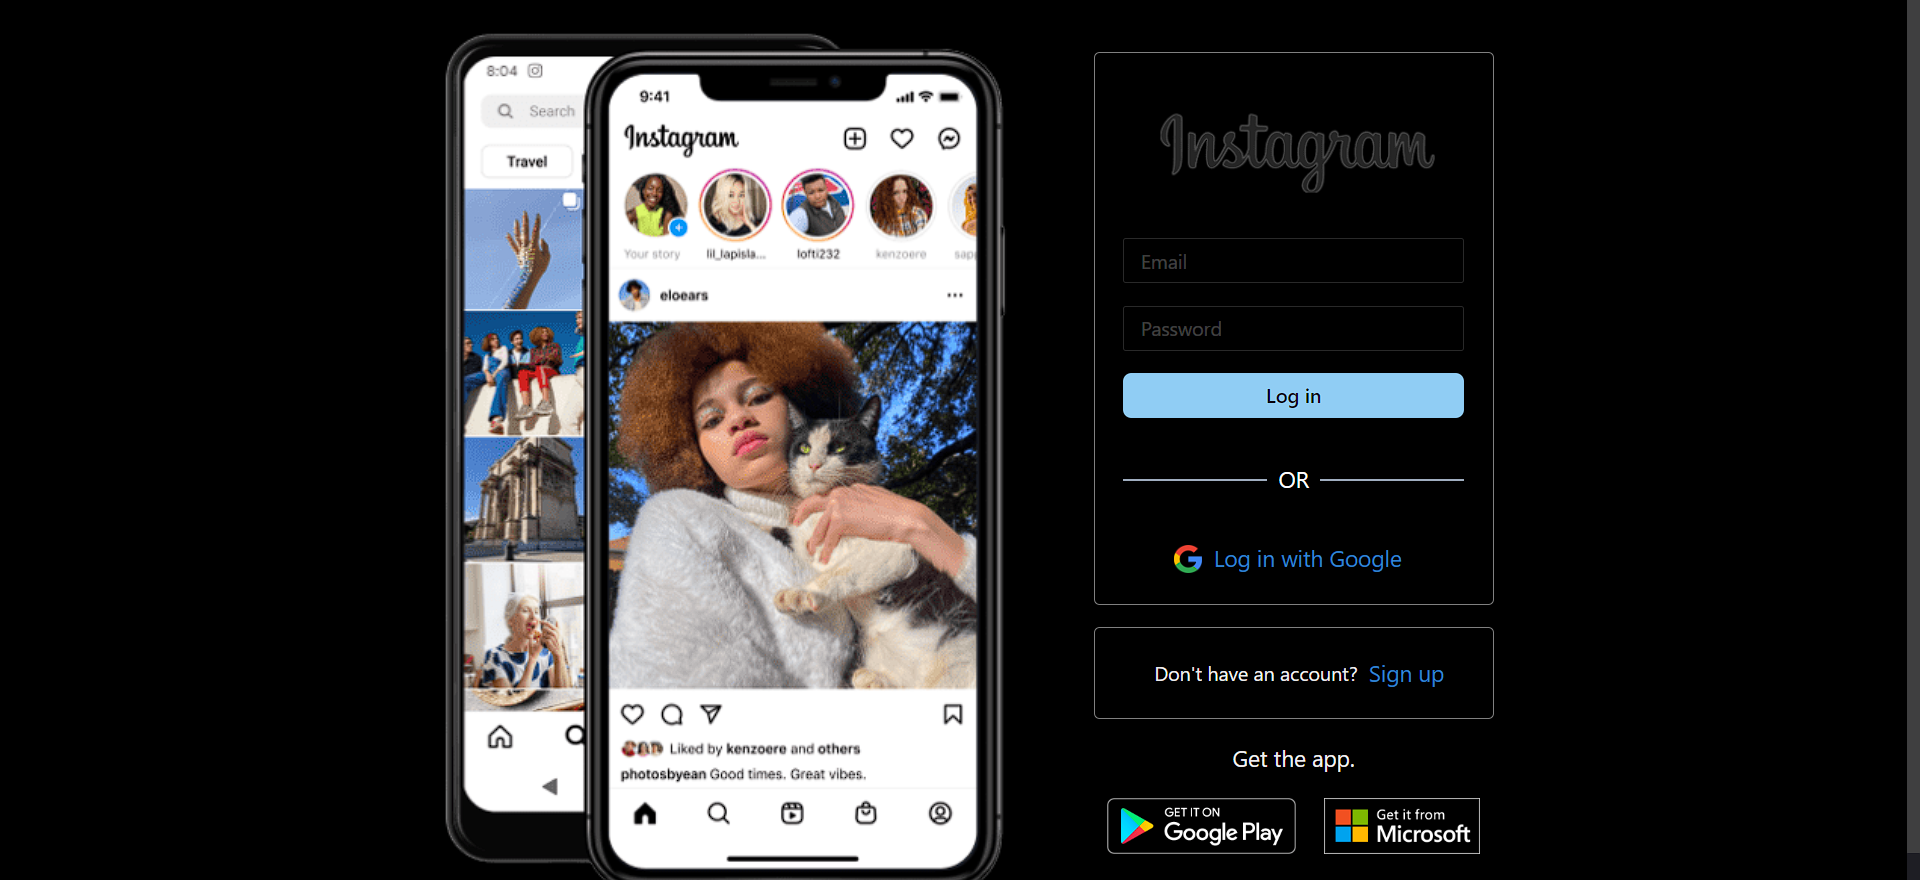 8:04
Search
Travel
9:41
Instagram
Your story
lil_lapisla...
lofti232
kenzoere
sap
eloears
Liked by kenzoere and others
photosbyean Good times. Great vibes.
Instagram
Email
Password
Log in
OR
Log in with Google
Don't have an account? Sign up
Get the app.
GET IT ON
Google Play
Get it from
Microsoft